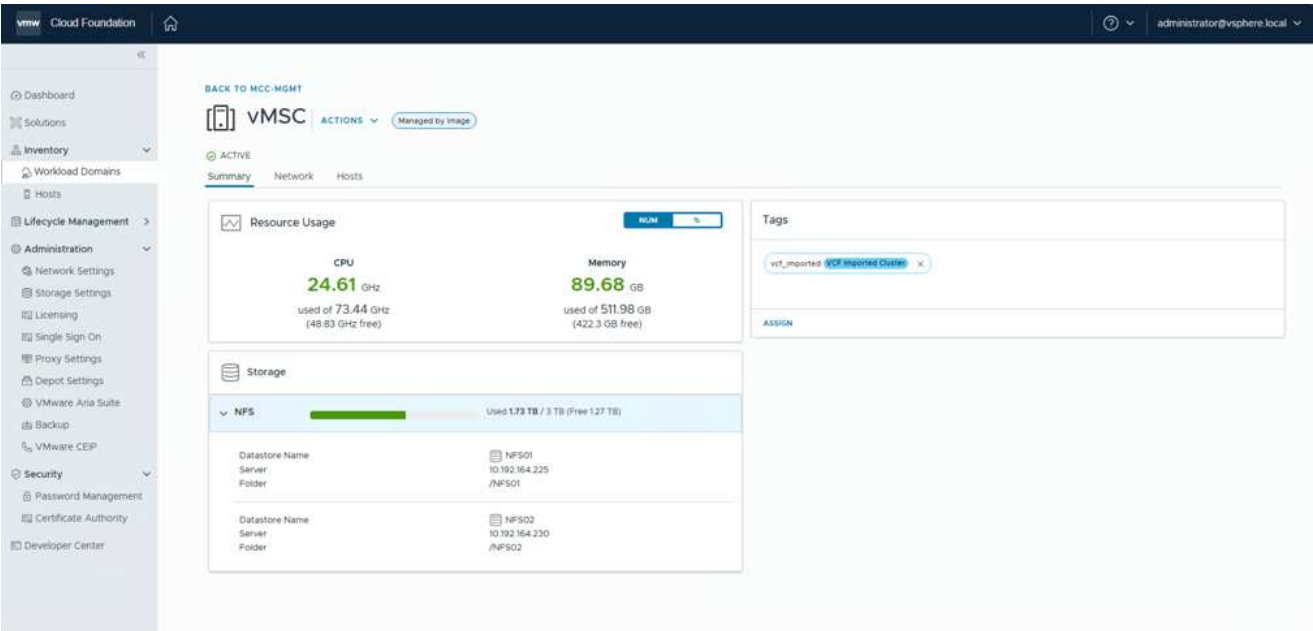 vmw Cloud Foundation
administrator@vsphere.local
Dashboard
Solutions
Inventory
Workload Domains
Hosts
Lifecycle Management
Administration
Network Settings
Storage Settings
Licensing
Single Sign On
Proxy Settings
Depot Settings
VMware Aria Suite
Backup
VMware CEIP
Security
Password Management
Certificate Authority
Developer Center
BACK TO MCC-MGMT
vMSC
ACTIONS
Managed by Image
ACTIVE
Summary Network Hosts
Resource Usage
NUM %
CPU
24.61 GHz
used of 73.44 GHz
(48.83 GHz free)
Memory
89.68 GB
used of 511.98 GB
(422.3 GB free)
Storage
NFS
Used 1.73 TB / 3 TB (Free 1.27 TB)
Datastore Name NFS01
Server 10.192.164.225
Folder /NFS01
Datastore Name NFS02
Server 10.192.164.230
Folder /NFS02
Tags
vcf_imported VCF Imported Cluster
ASSIGN